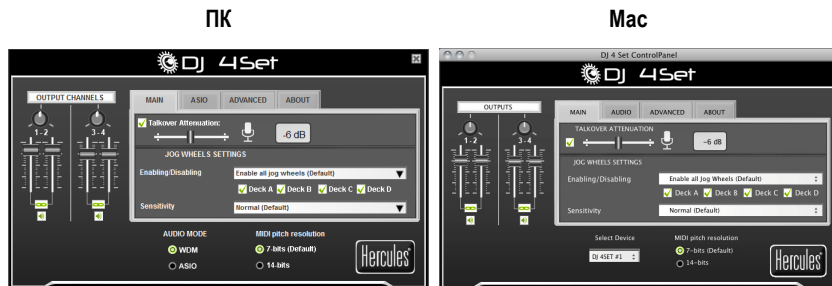 ПК
DJ 4Set
OUTPUT CHANNELS
1-2
3-4
MAIN
ASIO
ADVANCED
ABOUT
Talkover Attenuation:
-6 dB
JOG WHEELS SETTINGS
Enabling/Disabling
Enable all jog wheels (Default)
Deck A
Deck B
Deck C
Deck D
Sensitivity
Normal (Default)
AUDIO MODE
WDM
ASIO
MIDI pitch resolution
7-bits (Default)
14-bits
Hercules
Mac
DJ 4 Set ControlPanel
DJ 4Set
OUTPUTS
1-2
3-4
MAIN
AUDIO
ADVANCED
ABOUT
TALKOVER ATTENUATION
-6 dB
JOG WHEELS SETTINGS
Enabling/Disabling
Enable all Jog Wheels (Default)
Deck A
Deck B
Deck C
Deck D
Sensitivity
Normal (Default)
Select Device
DJ 4SET #1
MIDI pitch resolution
7-bits (Default)
14-bits
Hercules